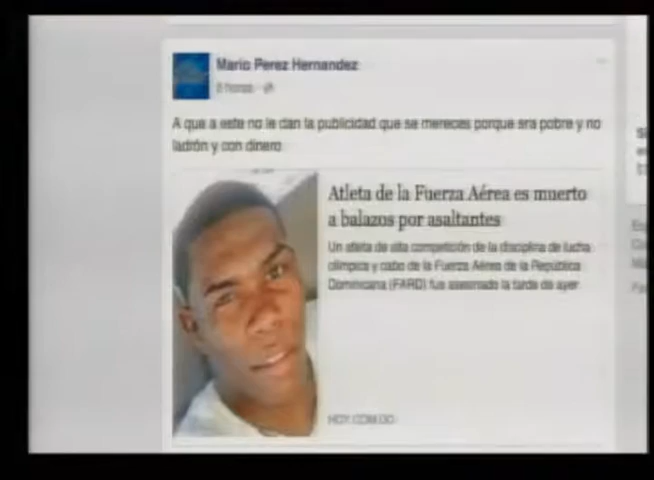 Mario Perez Hernandez
8 horas
A que a este no le dan la publicidad que se mereces porque era pobre y no
ladrón y con dinero
Atleta de la Fuerza Aérea es muerto
a balazos por asaltantes
Un atleta de alta competición de la disciplina de lucha
olímpica y cabo de la Fuerza Aérea de la República
Dominicana (FARD) fue asesinado la tarde de ayer
HOY.COM.DO